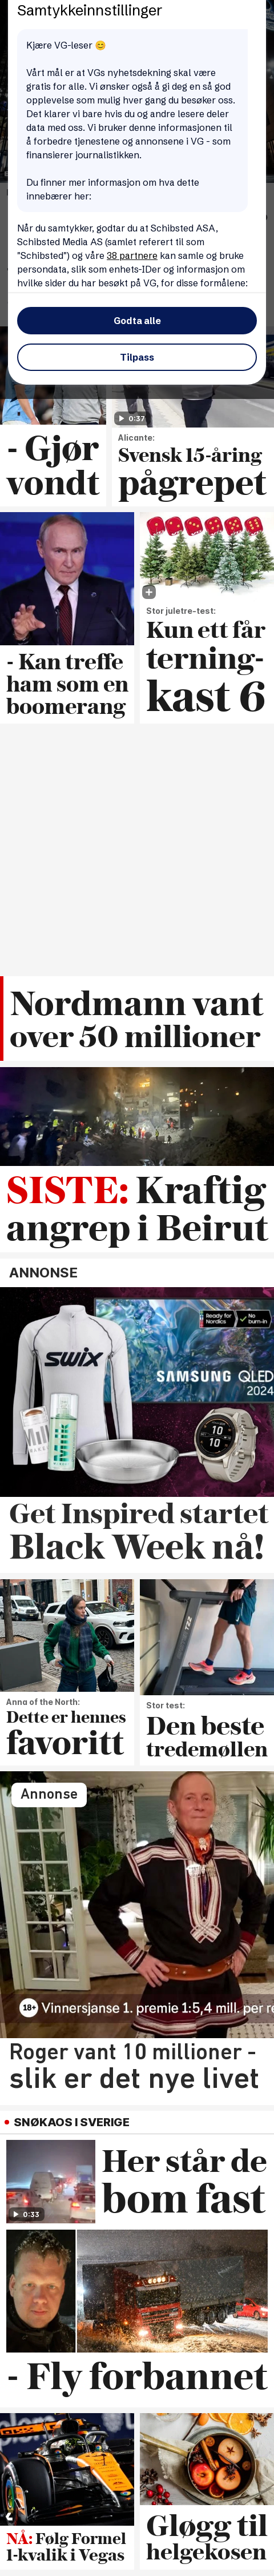 Samtykkeinnstillinger
Kjære VG-leser 😊
Vårt mål er at VGs nyhetsdekning skal være
gratis for alle. Vi ønsker også å gi deg en så god
opplevelse som mulig hver gang du besøker oss.
Det klarer vi bare hvis du og andre lesere deler
data med oss. Vi bruker denne informasjonen til
å forbedre tjenestene og annonsene i VG - som
finansierer journalistikken.
Du finner mer informasjon om hva dette
innebærer her:
Når du samtykker, godtar du at Schibsted ASA,
Schibsted Media AS (samlet referert til som
"Schibsted") og våre 38 partnere kan samle og bruke
persondata, slik som enhets-IDer og informasjon om
hvilke sider du har besøkt på VG, for disse formålene:
Godta alle
Tilpass
- Gjør
vondt
0:37
Alicante:
Svensk 15-åring
pågrepet
- Kan treffe
ham som en
boomerang
Stor juletre-test:
Kun ett får
terning-
kast 6
Nordmann vant
over 50 millioner
SISTE: Kraftig
angrep i Beirut
ANNONSE
Ready for
Nordics
No
burn-in
SWIX
SAMSUNG QLED
2024
Get Inspired startet
Black Week nå!
Anna of the North:
Dette er hennes
favoritt
Stor test:
Den beste
tredemøllen
Annonse
18+ Vinnersjanse 1. premie 1:5,4 mill. per re
Roger vant 10 millioner -
slik er det nye livet
SNØKAOS I SVERIGE
0:33
Her står de
bom fast
- Fly forbannet
NÅ: Følg Formel
1-kvalik i Vegas
Gløgg til
helgekosen